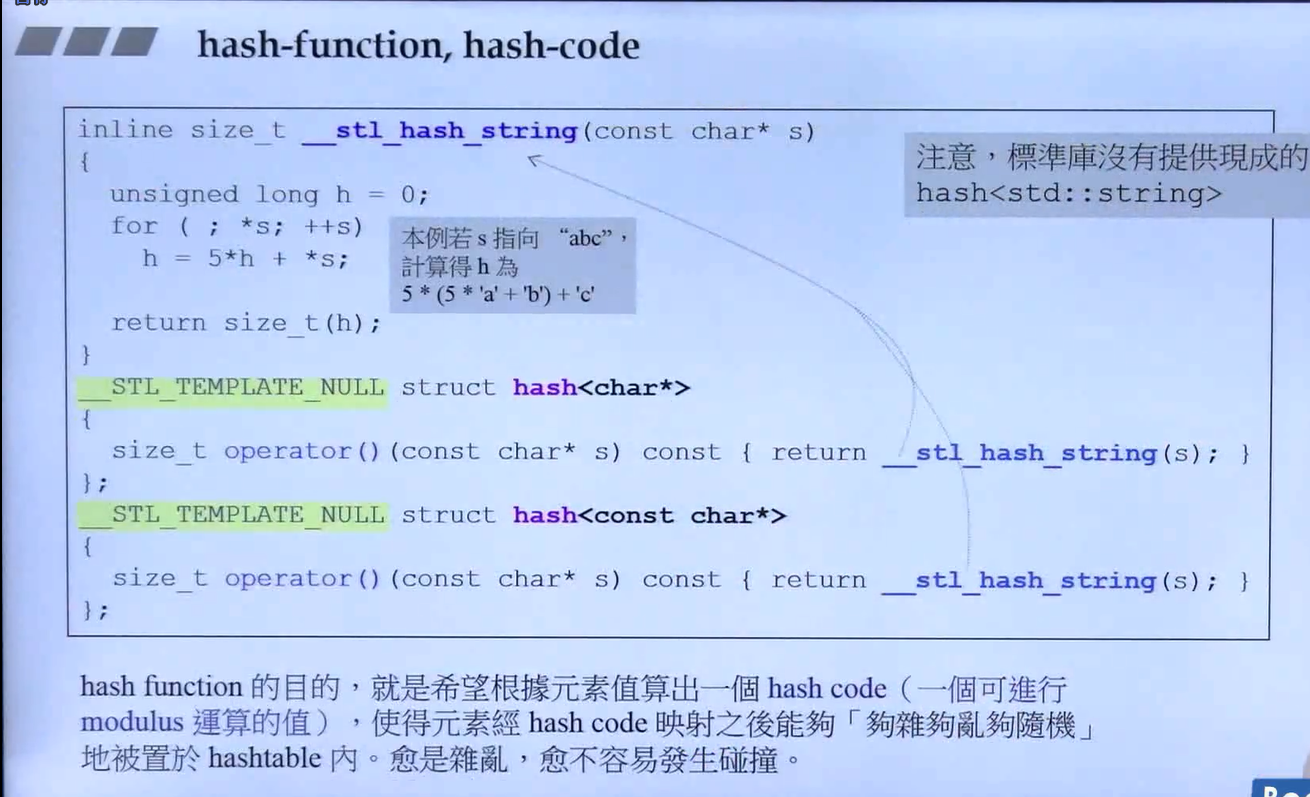 hash-function, hash-code
inline size_t __stl_hash_string(const char* s)
{
unsigned long h = 0;
for ( ; *s; ++s)
h = 5*h + *s;
return size_t(h);
}
注意，標準庫沒有提供現成的
hash<std::string>
本例若 s 指向 “abc”，
計算得 h 為
5 * (5 * 'a' + 'b') + 'c'
__STL_TEMPLATE_NULL struct hash<char*>
{
size_t operator()(const char* s) const { return __stl_hash_string(s); }
};
__STL_TEMPLATE_NULL struct hash<const char*>
{
size_t operator()(const char* s) const { return __stl_hash_string(s); }
};
hash function 的目的，就是希望根據元素值算出一個 hash code（一個可進行
modulus 運算的值），使得元素經 hash code 映射之後能夠「夠雜夠亂夠隨機」
地被置於 hashtable 內。愈是雜亂，愈不容易發生碰撞。